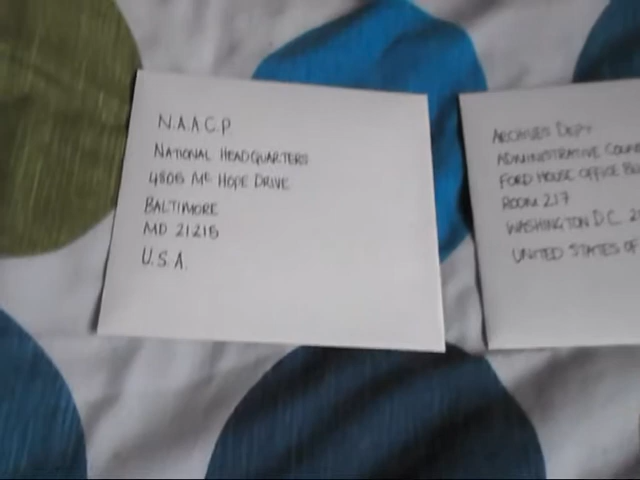 N.A.A.C.P
NATIONAL HEADQUARTERS
4805 MT HOPE DRIVE
BALTIMORE
MD 21215
U.S.A.
ARCHIVES DEPT
ADMINISTRATIVE
FORD HOUSE OFFICE
ROOM 217
WASHINGTON D.C.
UNITED STATES OF